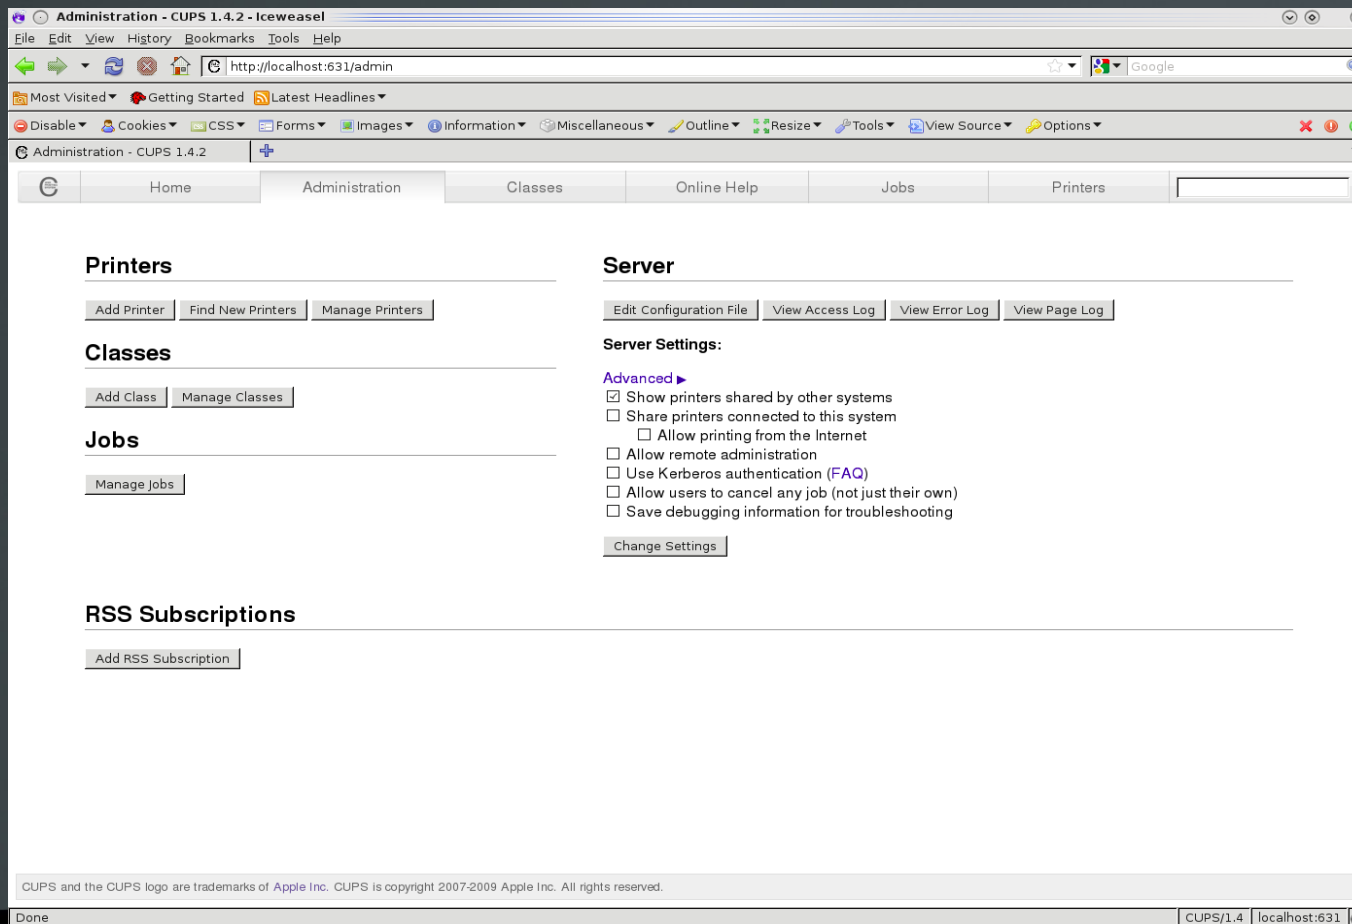 Administration - CUPS 1.4.2 - Iceweasel
File Edit View History Bookmarks Tools Help
http://localhost:631/admin Google
Most Visited Getting Started Latest Headlines
Disable Cookies CSS Forms Images Information Miscellaneous Outline Resize Tools View Source Options
Administration - CUPS 1.4.2
Home Administration Classes Online Help Jobs Printers
Printers
Add Printer Find New Printers Manage Printers
Classes
Add Class Manage Classes
Jobs
Manage Jobs
Server
Edit Configuration File View Access Log View Error Log View Page Log
Server Settings:
Advanced ▶
Show printers shared by other systems
Share printers connected to this system
Allow printing from the Internet
Allow remote administration
Use Kerberos authentication (FAQ)
Allow users to cancel any job (not just their own)
Save debugging information for troubleshooting
Change Settings
RSS Subscriptions
Add RSS Subscription
CUPS and the CUPS logo are trademarks of Apple Inc. CUPS is copyright 2007-2009 Apple Inc. All rights reserved.
Done CUPS/1.4 localhost:631